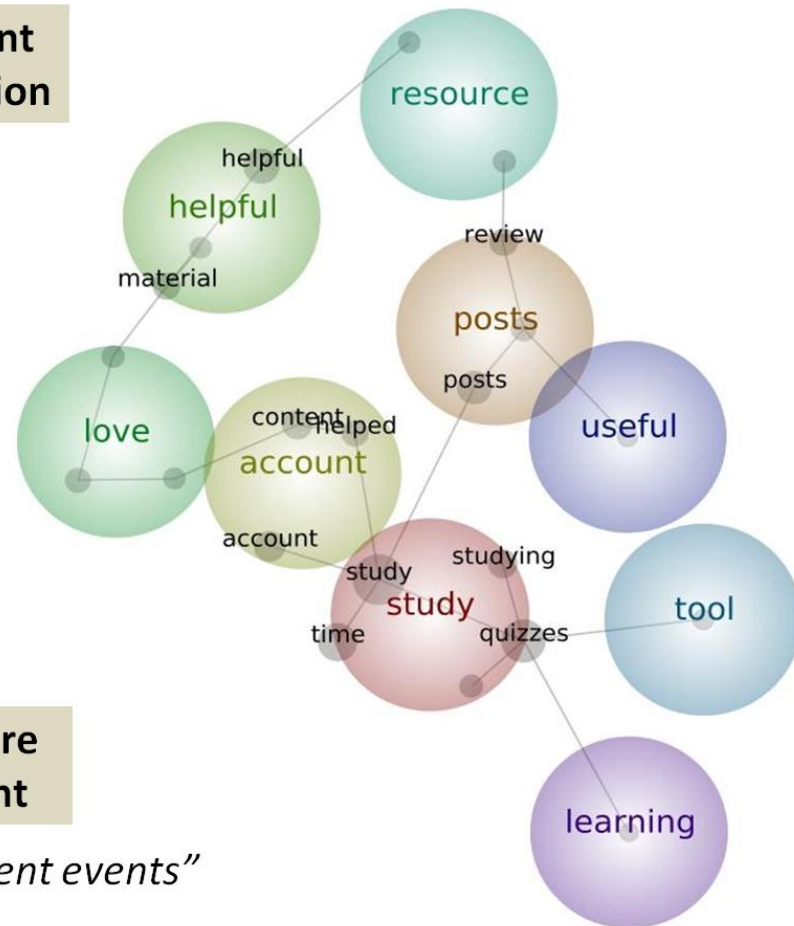 nt
ion
resource
helpful
helpful
material
review
posts
posts
love
content
helped
account
useful
account
study
studying
study
time
quizzes
tool
re
nt
learning
ent events”